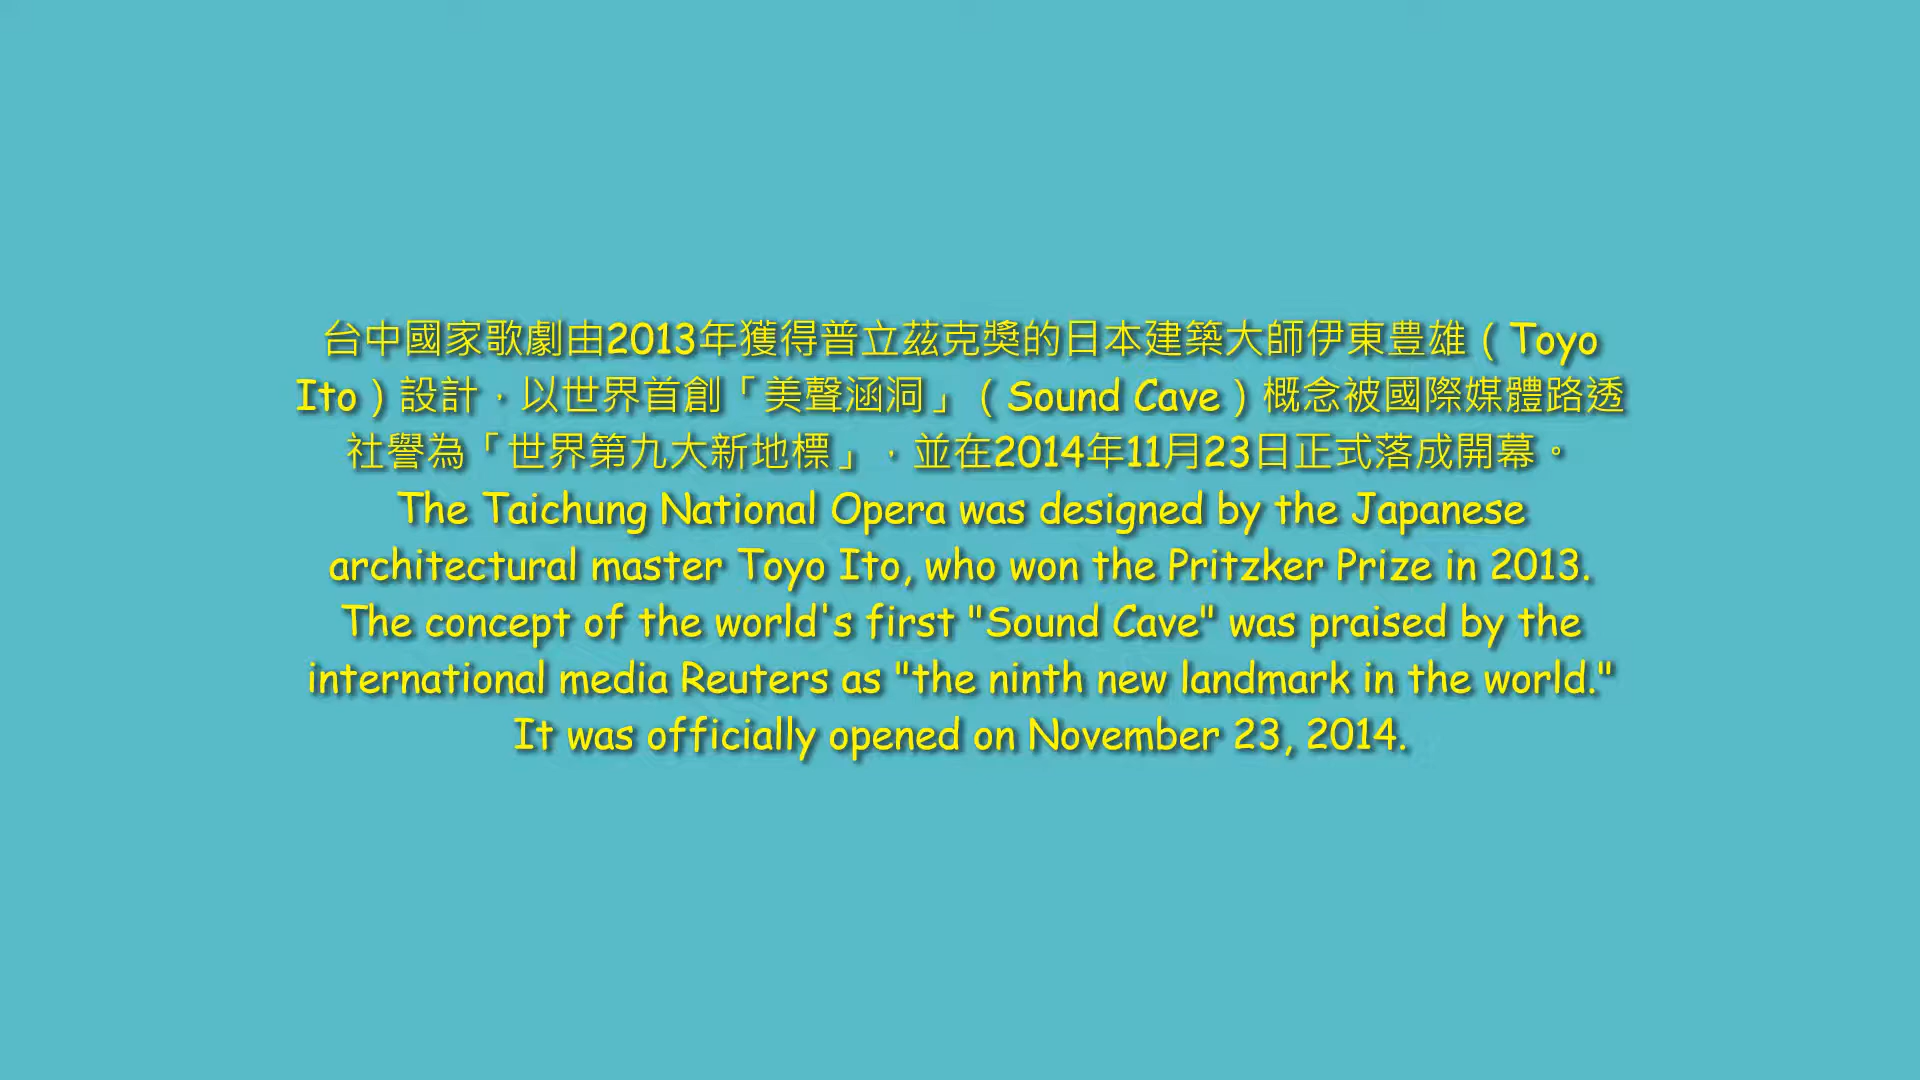 台中國家歌劇由2013年獲得普立茲克獎的日本建築大師伊東豊雄（Toyo
Ito）設計，以世界首創「美聲涵洞」（Sound Cave）概念被國際媒體路透
社譽為「世界第九大新地標」，並在2014年11月23日正式落成開幕。
The Taichung National Opera was designed by the Japanese
architectural master Toyo Ito, who won the Pritzker Prize in 2013.
The concept of the world's first "Sound Cave" was praised by the
international media Reuters as "the ninth new landmark in the world."
It was officially opened on November 23, 2014.